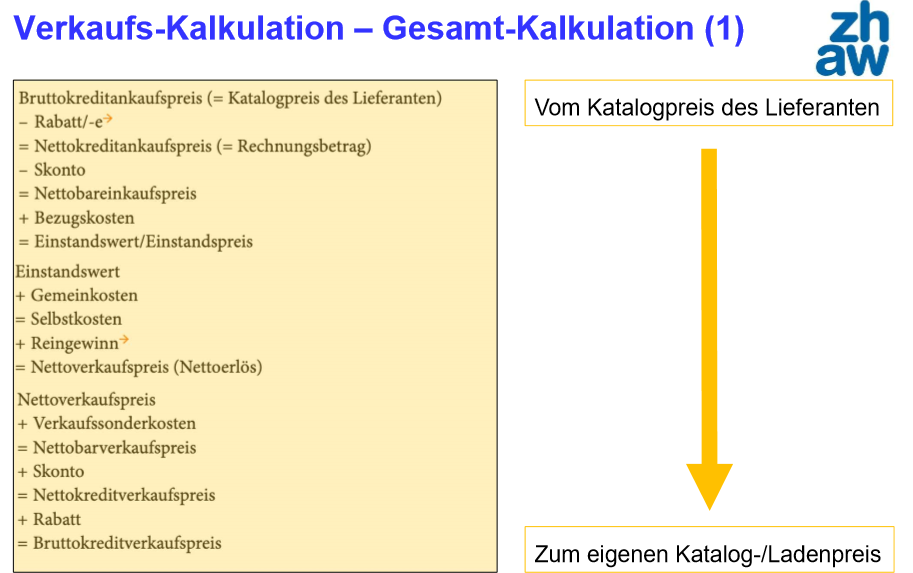 Verkaufs-Kalkulation – Gesamt-Kalkulation (1)
zh
aw
Bruttokreditankaufspreis (= Katalogpreis des Lieferanten)
– Rabatt/-e→
= Nettokreditankaufspreis (= Rechnungsbetrag)
– Skonto
= Nettobareinkaufspreis
+ Bezugskosten
= Einstandswert/Einstandspreis
Einstandswert
+ Gemeinkosten
= Selbstkosten
+ Reingewinn→
= Nettoverkaufspreis (Nettoerlös)
Nettoverkaufspreis
+ Verkaufssonderkosten
= Nettobarverkaufspreis
+ Skonto
= Nettokreditverkaufspreis
+ Rabatt
= Bruttokreditverkaufspreis
Vom Katalogpreis des Lieferanten
Zum eigenen Katalog-/Ladenpreis